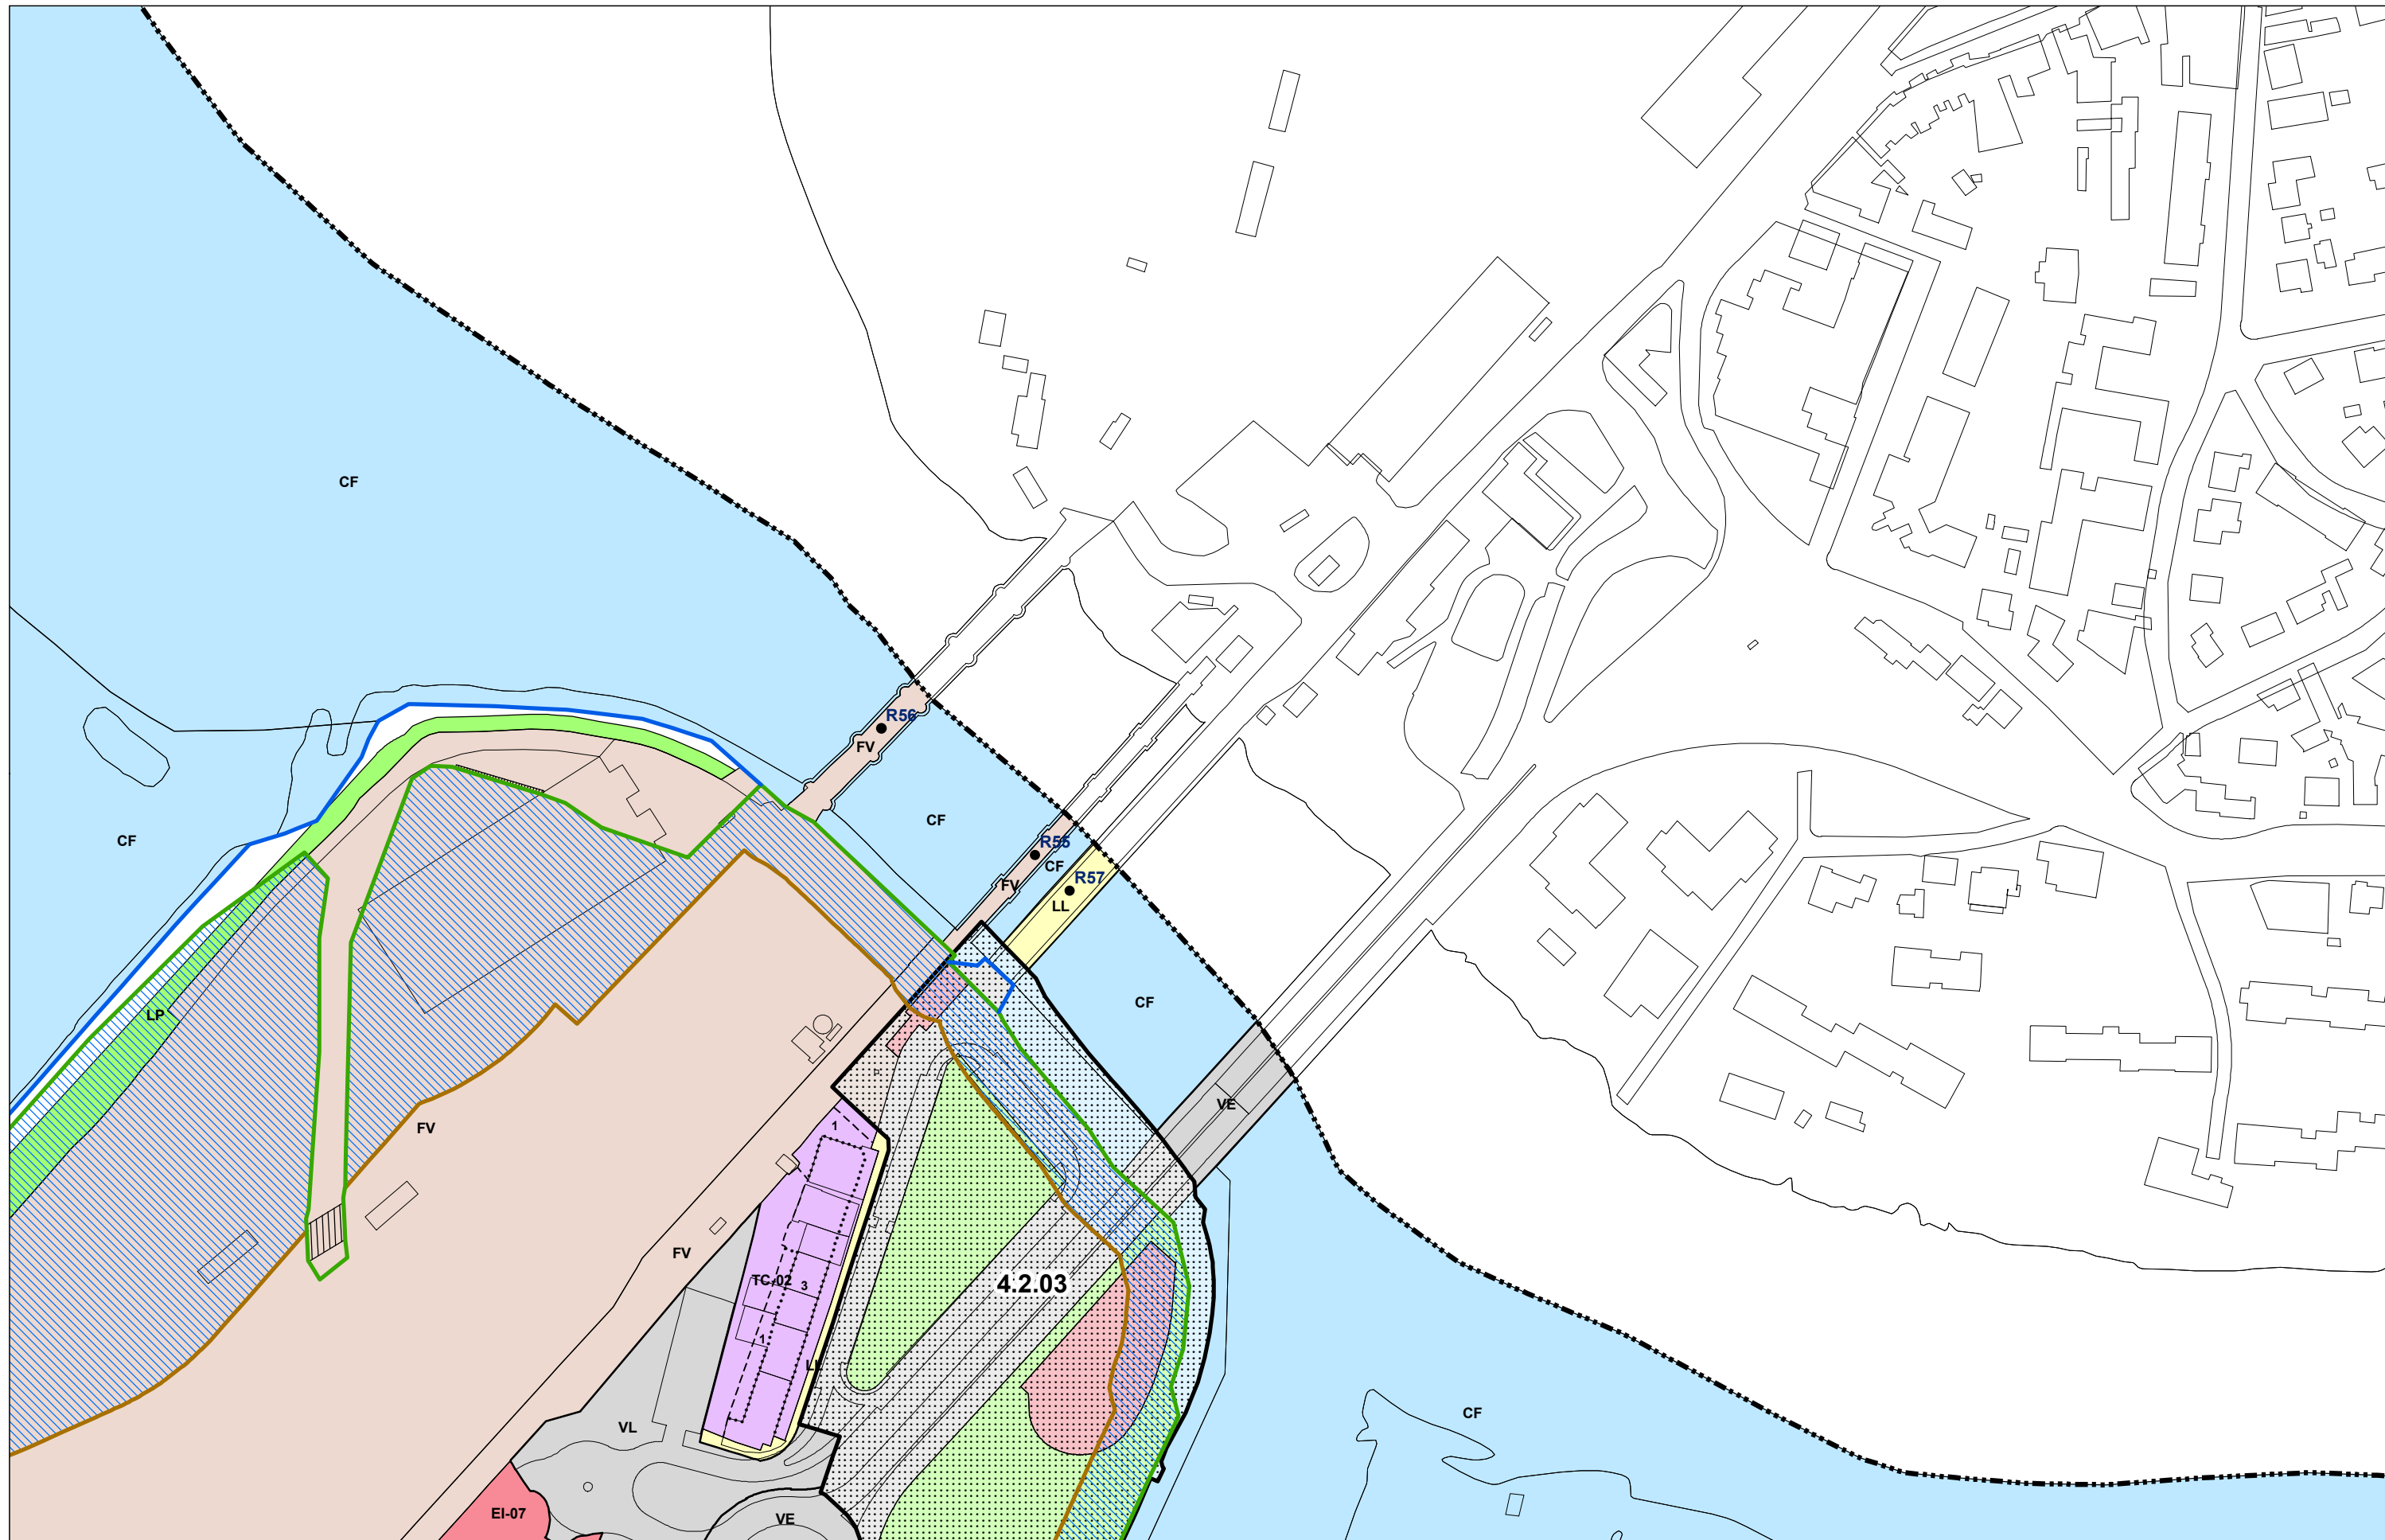 CF
R56
FV
CF
CF
R55
CF
R57
FV
LL
CF
LP
VE
FV
P
1
FV
TC-02
3
4.2.03
1
LL
CF
VL
EI-07
VE